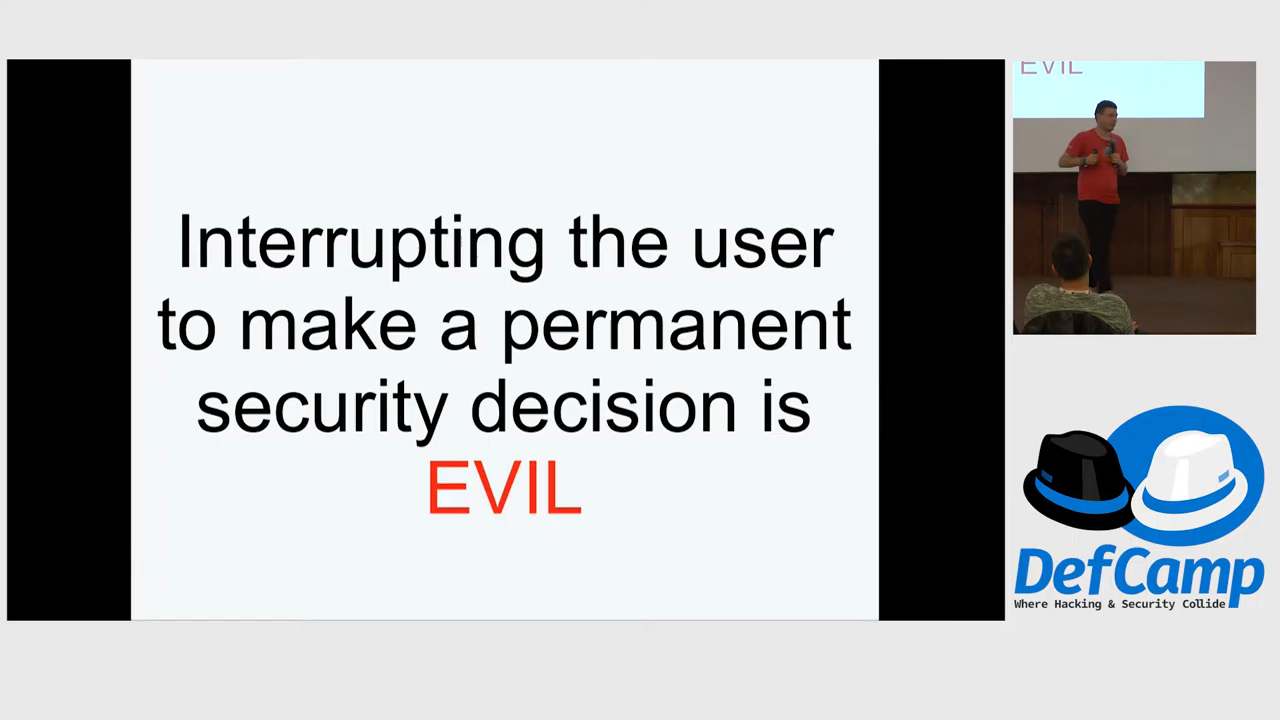 Interrupting the user
to make a permanent
security decision is
EVIL
EVIL
DefCamp
Where Hacking & Security Collide